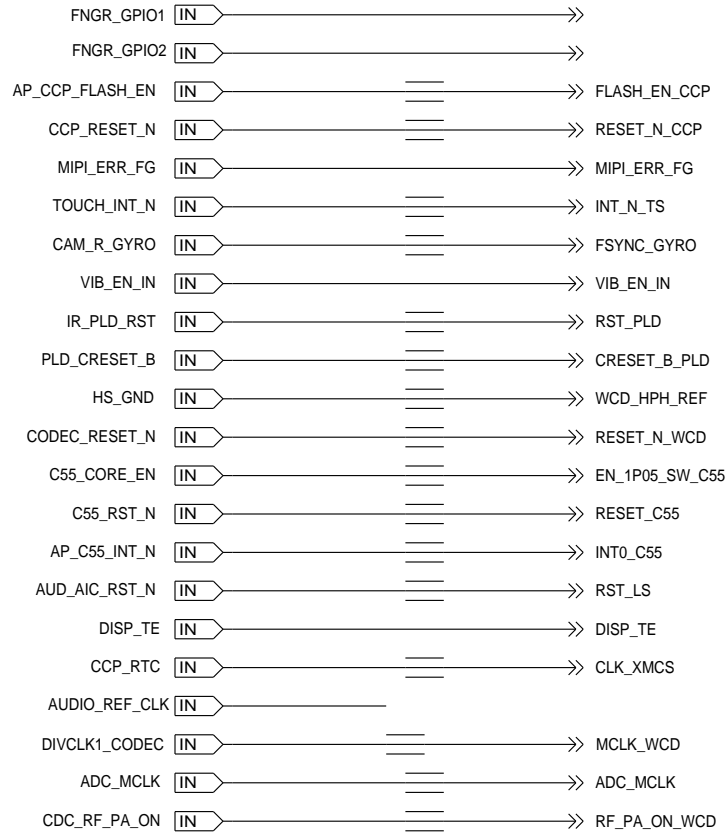 FNGR_GPIO1 IN
FNGR_GPIO2 IN
AP_CCP_FLASH_EN IN FLASH_EN_CCP
CCP_RESET_N IN RESET_N_CCP
MIPI_ERR_FG IN MIPI_ERR_FG
TOUCH_INT_N IN INT_N_TS
CAM_R_GYRO IN FSYNC_GYRO
VIB_EN_IN IN VIB_EN_IN
IR_PLD_RST IN RST_PLD
PLD_CRESET_B IN CRESET_B_PLD
HS_GND IN WCD_HPH_REF
CODEC_RESET_N IN RESET_N_WCD
C55_CORE_EN IN EN_1P05_SW_C55
C55_RST_N IN RESET_C55
AP_C55_INT_N IN INT0_C55
AUD_AIC_RST_N IN RST_LS
DISP_TE IN DISP_TE
CCP_RTC IN CLK_XMCS
AUDIO_REF_CLK IN
DIVCLK1_CODEC IN MCLK_WCD
ADC_MCLK IN ADC_MCLK
CDC_RF_PA_ON IN RF_PA_ON_WCD